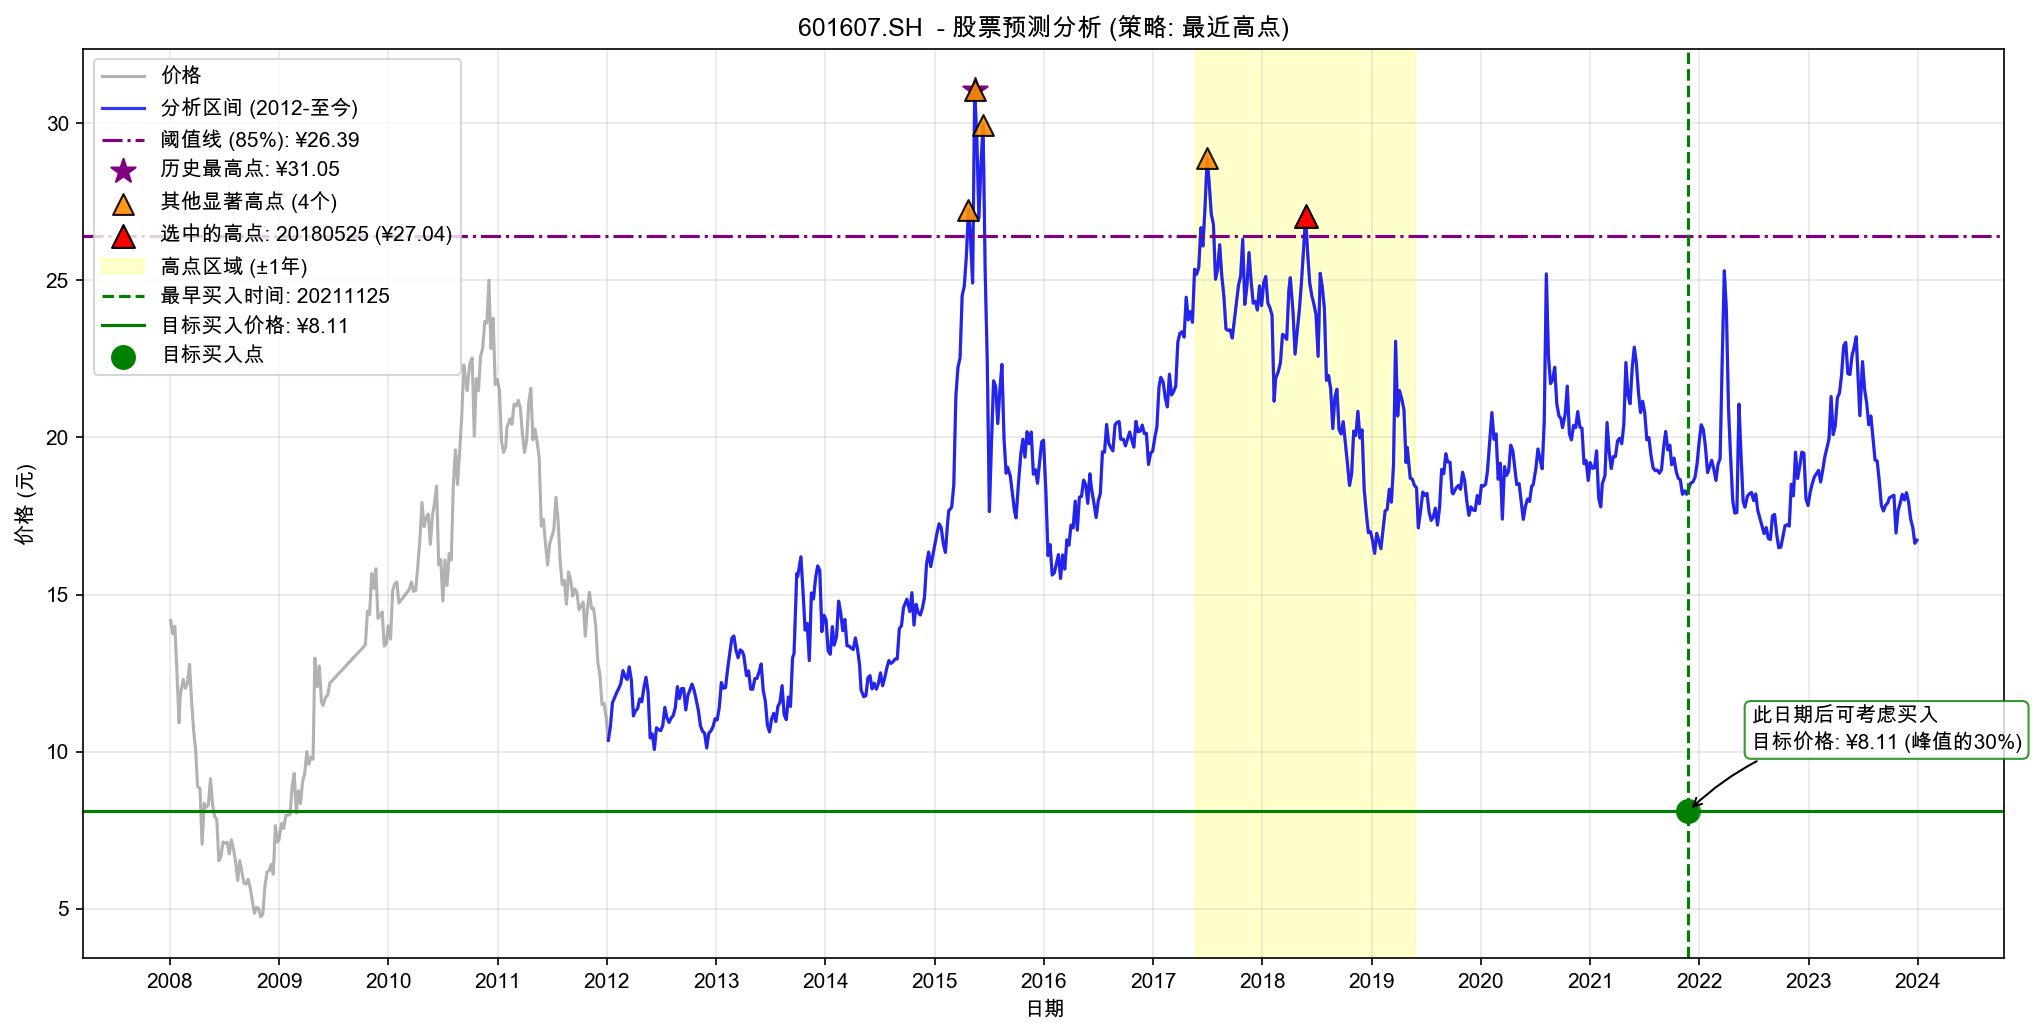 601607.SH  - 股票预测分析 (策略: 最近高点)
价格
分析区间 (2012-至今)
阈值线 (85%): ¥26.39
历史最高点: ¥31.05
其他显著高点 (4个)
选中的高点: 20180525 (¥27.04)
高点区域 (±1年)
最早买入时间: 20211125
目标买入价格: ¥8.11
目标买入点
价格 (元)
30
25
20
15
10
5
此日期后可考虑买入
目标价格: ¥8.11 (峰值的30%)
2008 2009 2010 2011 2012 2013 2014 2015 2016 2017 2018 2019 2020 2021 2022 2023 2024
日期